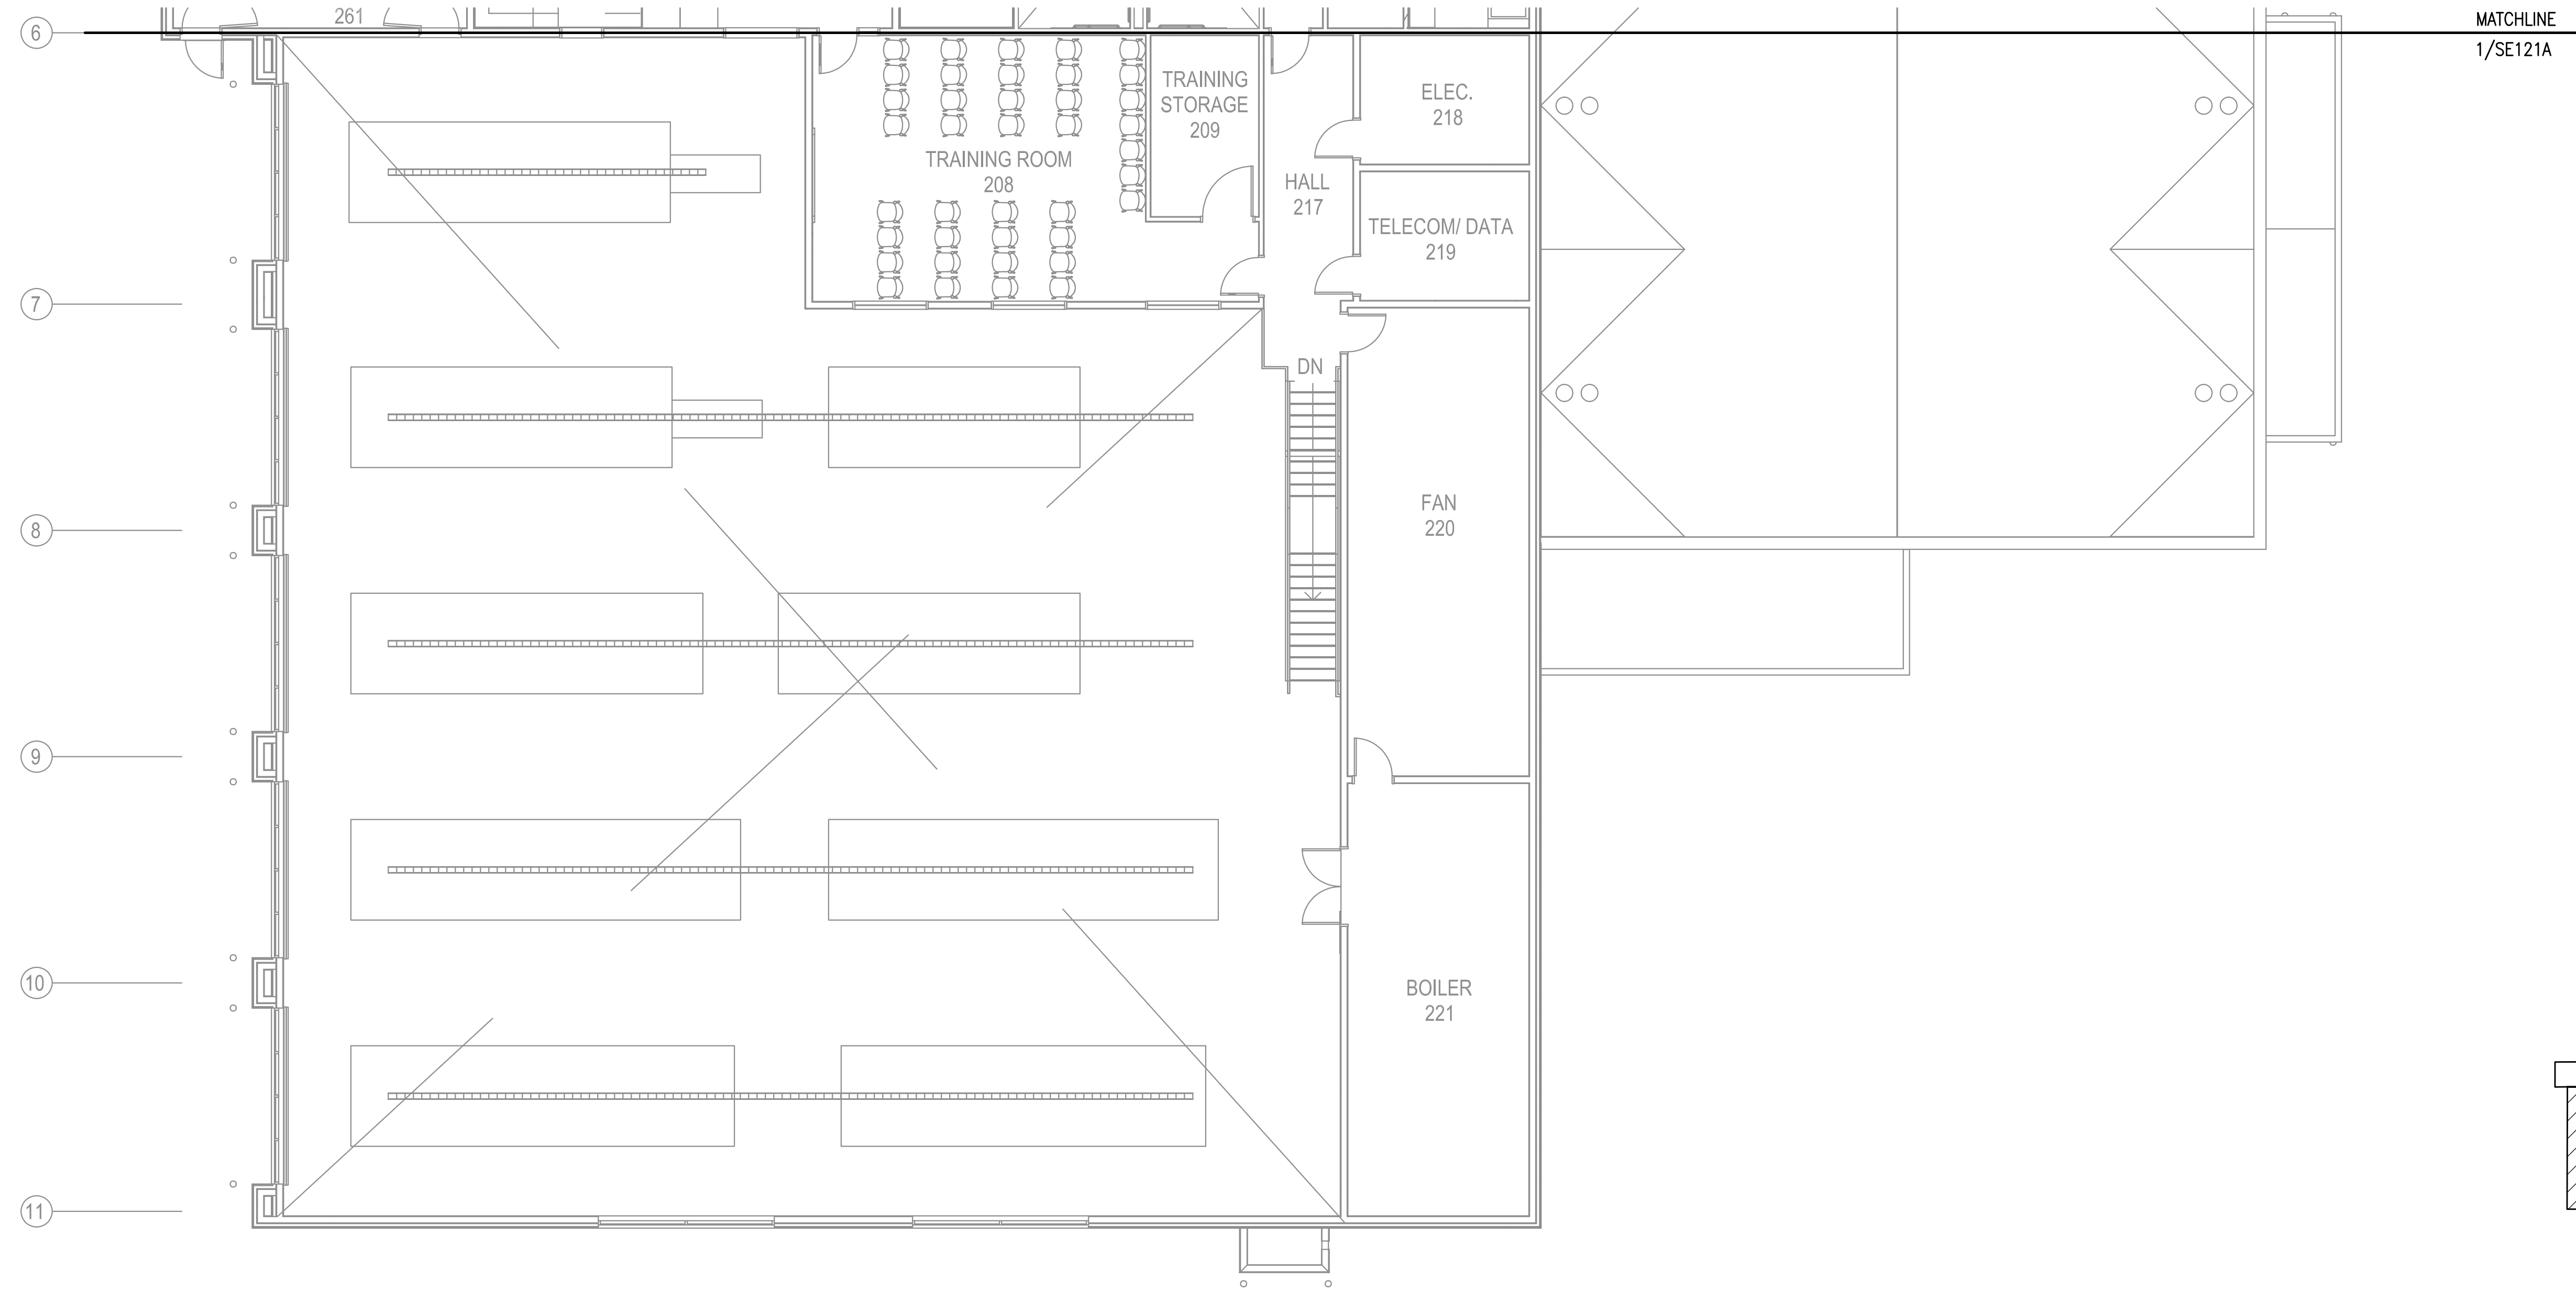 261
MATCHLINE
6
1/SE121A
TRAINING
STORAGE
209
ELEC.
218
TRAINING ROOM
208
HALL
217
TELECOM/ DATA
219
7
DN
FAN
220
8
9
10
BOILER
221
11